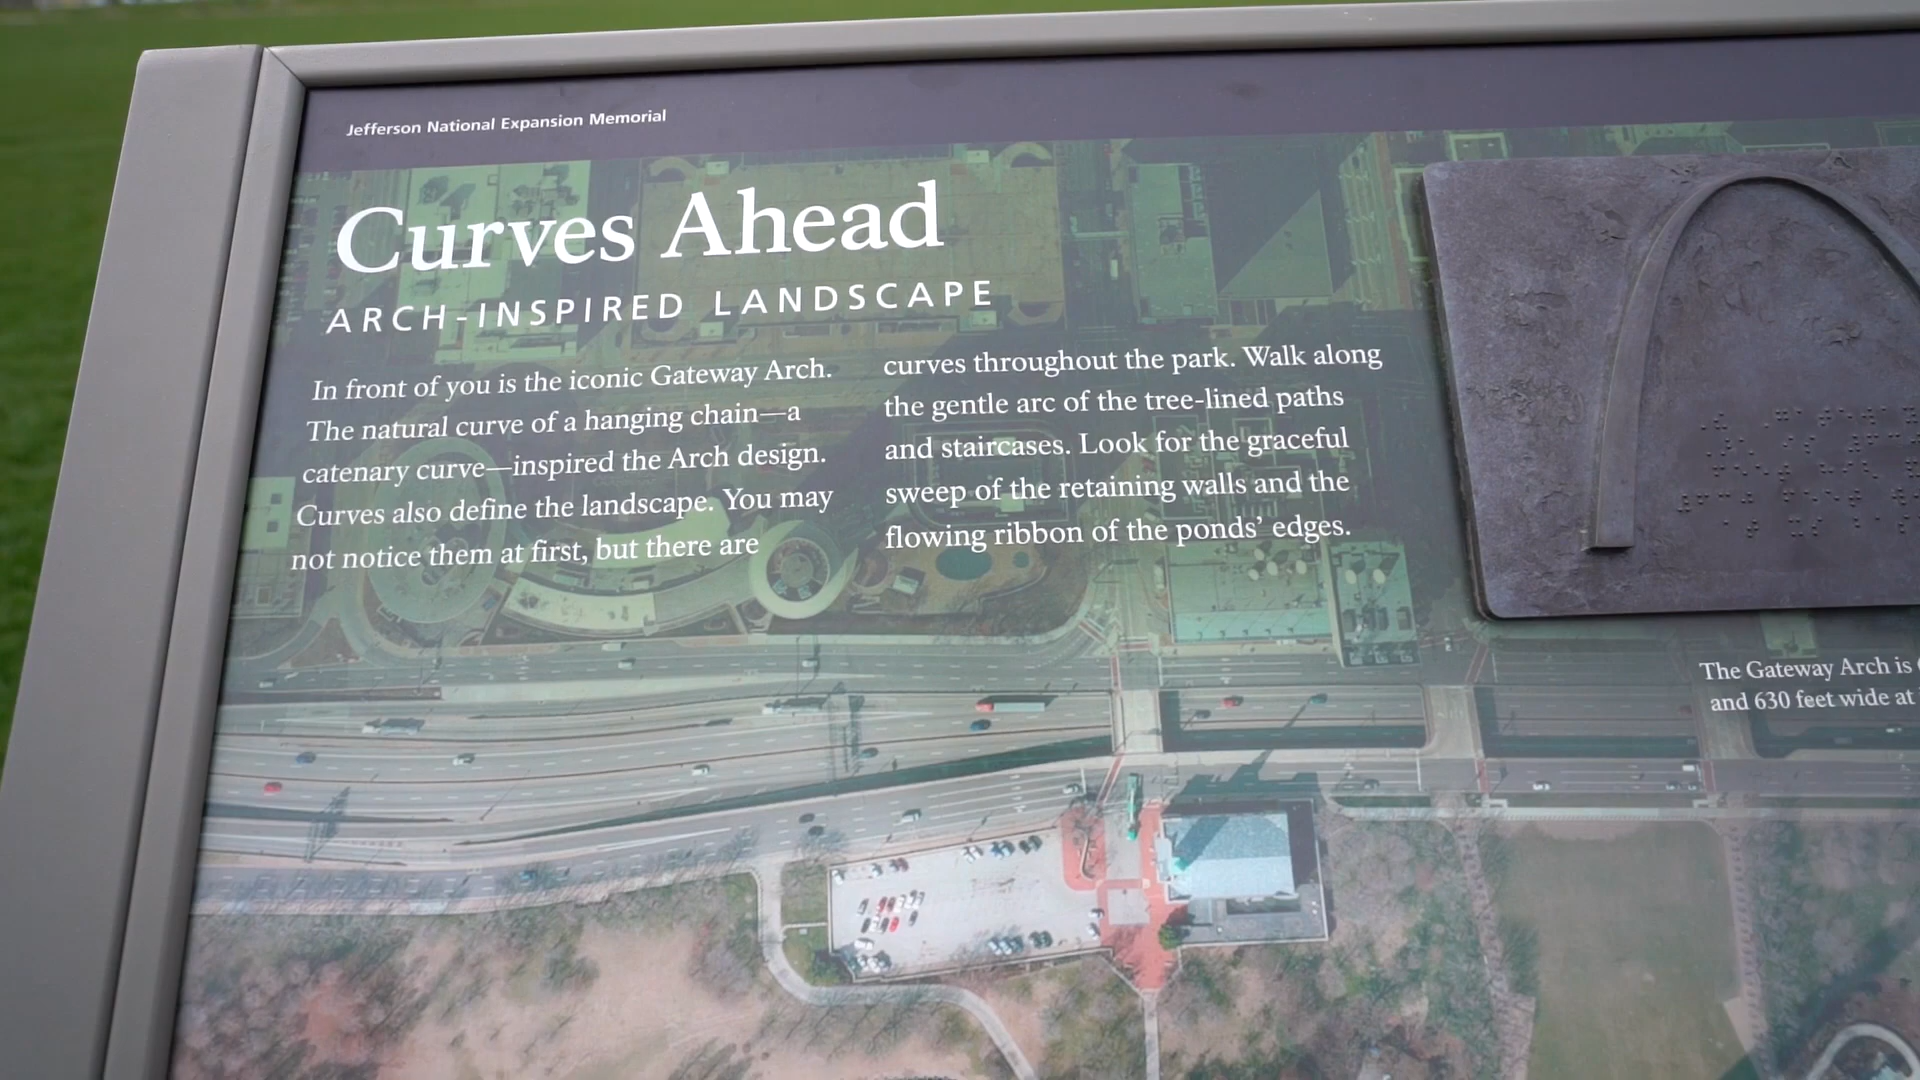 Jefferson National Expansion Memorial
Curves Ahead
ARCH-INSPIRED LANDSCAPE
In front of you is the iconic Gateway Arch.
The natural curve of a hanging chain—a
catenary curve—inspired the Arch design.
Curves also define the landscape. You may
not notice them at first, but there are
curves throughout the park. Walk along
the gentle arc of the tree-lined paths
and staircases. Look for the graceful
sweep of the retaining walls and the
flowing ribbon of the ponds’ edges.
The Gateway Arch is
and 630 feet wide at